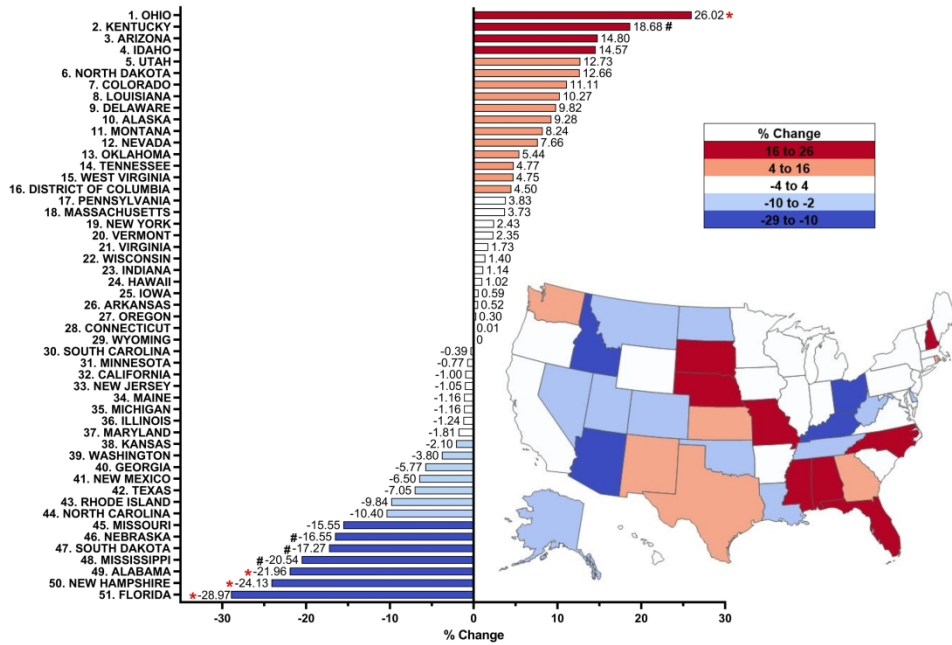 1. OHIO 26.02 *
2. KENTUCKY 18.68 #
3. ARIZONA 14.80
4. IDAHO 14.57
5. UTAH 12.73
6. NORTH DAKOTA 12.66
7. COLORADO 11.11
8. LOUISIANA 10.27
9. DELAWARE 9.82
10. ALASKA 9.28
11. MONTANA 8.24
12. NEVADA 7.66
13. OKLAHOMA 5.44
14. TENNESSEE 4.77
15. WEST VIRGINIA 4.75
16. DISTRICT OF COLUMBIA 4.50
17. PENNSYLVANIA 3.83
18. MASSACHUSETTS 3.73
19. NEW YORK 2.43
20. VERMONT 2.35
21. VIRGINIA 1.73
22. WISCONSIN 1.40
23. INDIANA 1.14
24. HAWAII 1.02
25. IOWA 0.59
26. ARKANSAS 0.52
27. OREGON 0.30
28. CONNECTICUT 0.01
29. WYOMING 0
30. SOUTH CAROLINA -0.39
31. MINNESOTA -0.77
32. CALIFORNIA -1.00
33. NEW JERSEY -1.05
34. MAINE -1.16
35. MICHIGAN -1.16
36. ILLINOIS -1.24
37. MARYLAND -1.81
38. KANSAS -2.10
39. WASHINGTON -3.80
40. GEORGIA -5.77
41. NEW MEXICO -6.50
42. TEXAS -7.05
43. RHODE ISLAND -9.84
44. NORTH CAROLINA -10.40
45. MISSOURI -15.55
46. NEBRASKA # -16.55
47. SOUTH DAKOTA # -17.27
48. MISSISSIPPI # -20.54
49. ALABAMA * -21.96
50. NEW HAMPSHIRE * -24.13
51. FLORIDA * -28.97
-30 -20 -10 0 10 20 30
% Change
% Change
16 to 26
4 to 16
-4 to 4
-10 to -2
-29 to -10